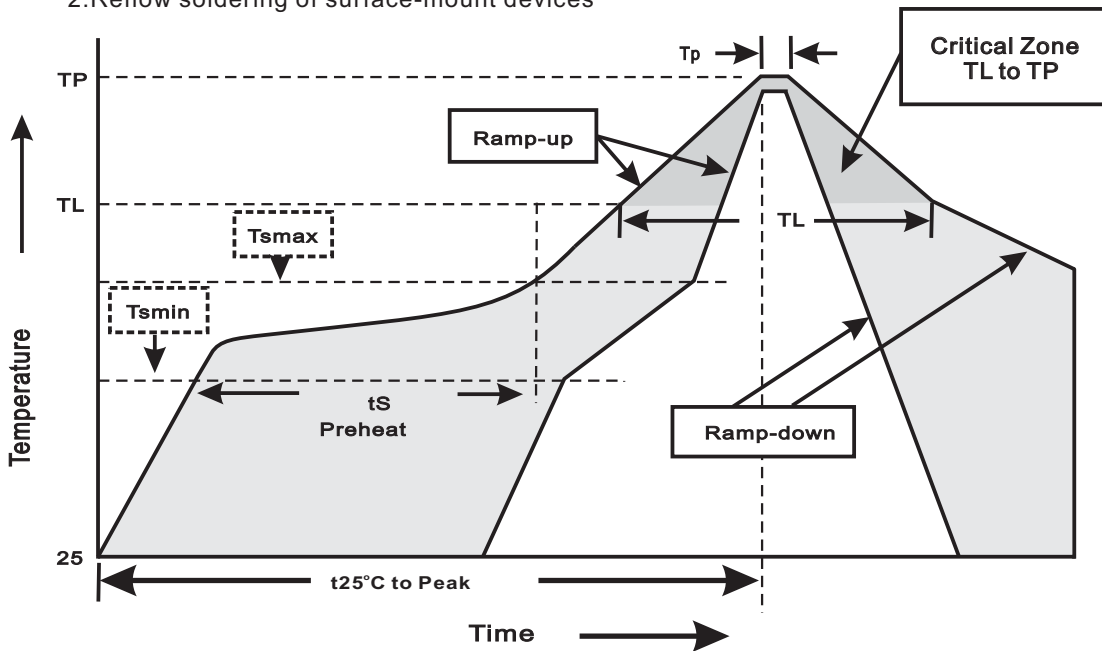 2.Reflow soldering of surface-mount devices
Tp
Critical Zone
TL to TP
TP
Ramp-up
TL
TL
Tsmax
Tsmin
tS
Preheat
Ramp-down
Temperature
25
t25°C to Peak
Time